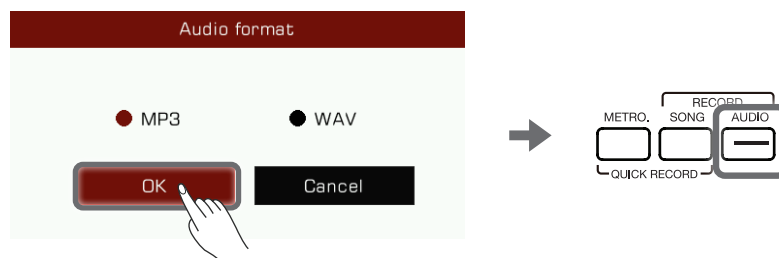 Audio format
MP3 WAV
OK Cancel
RECORD
METRO. SONG AUDIO
QUICK RECORD